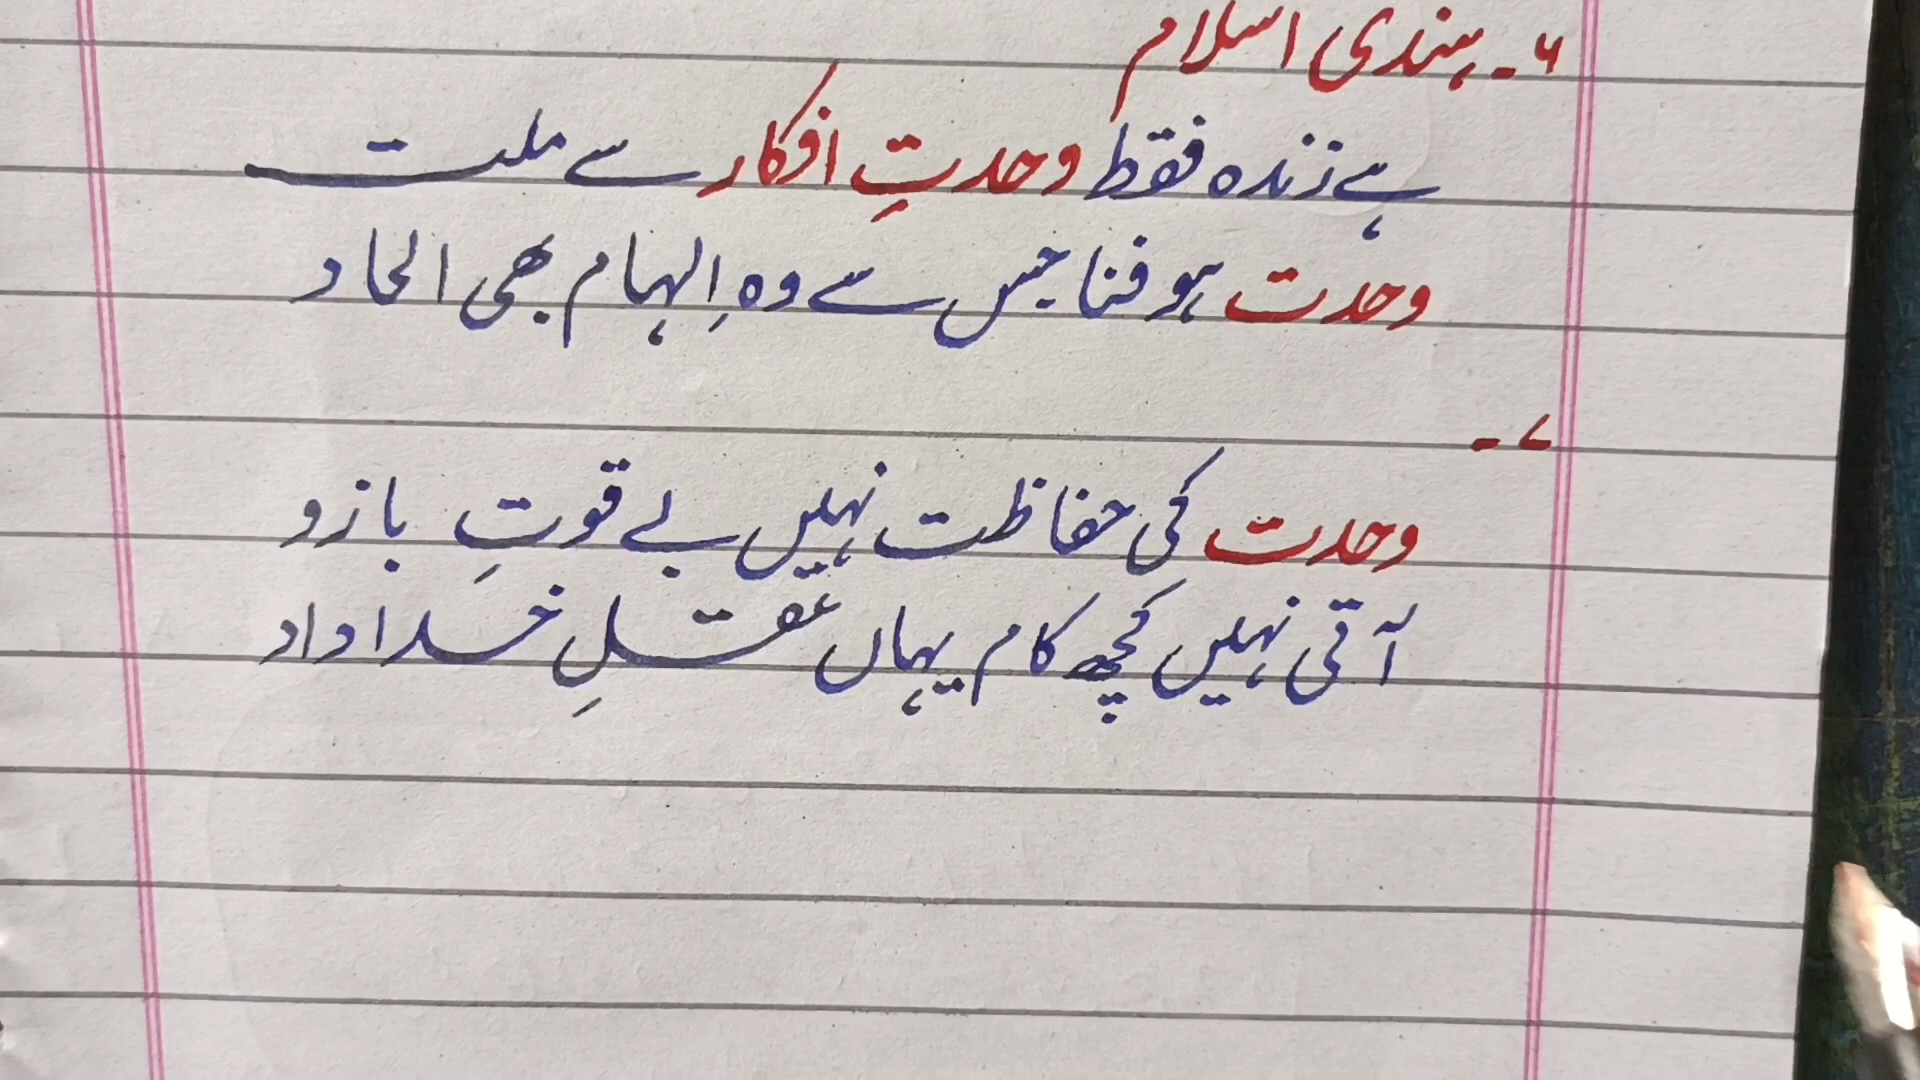 ۶۔ ہندی اسلام
ہے زندہ فقط وحدتِ افکار سے ملت
وحدت ہو فنا جس سے وہ اِلہام بھی الحاد
۷۔
وحدت کی حفاظت نہیں بے قوتِ بازو
آتی نہیں کچھ کام یہاں عقلِ خداداد